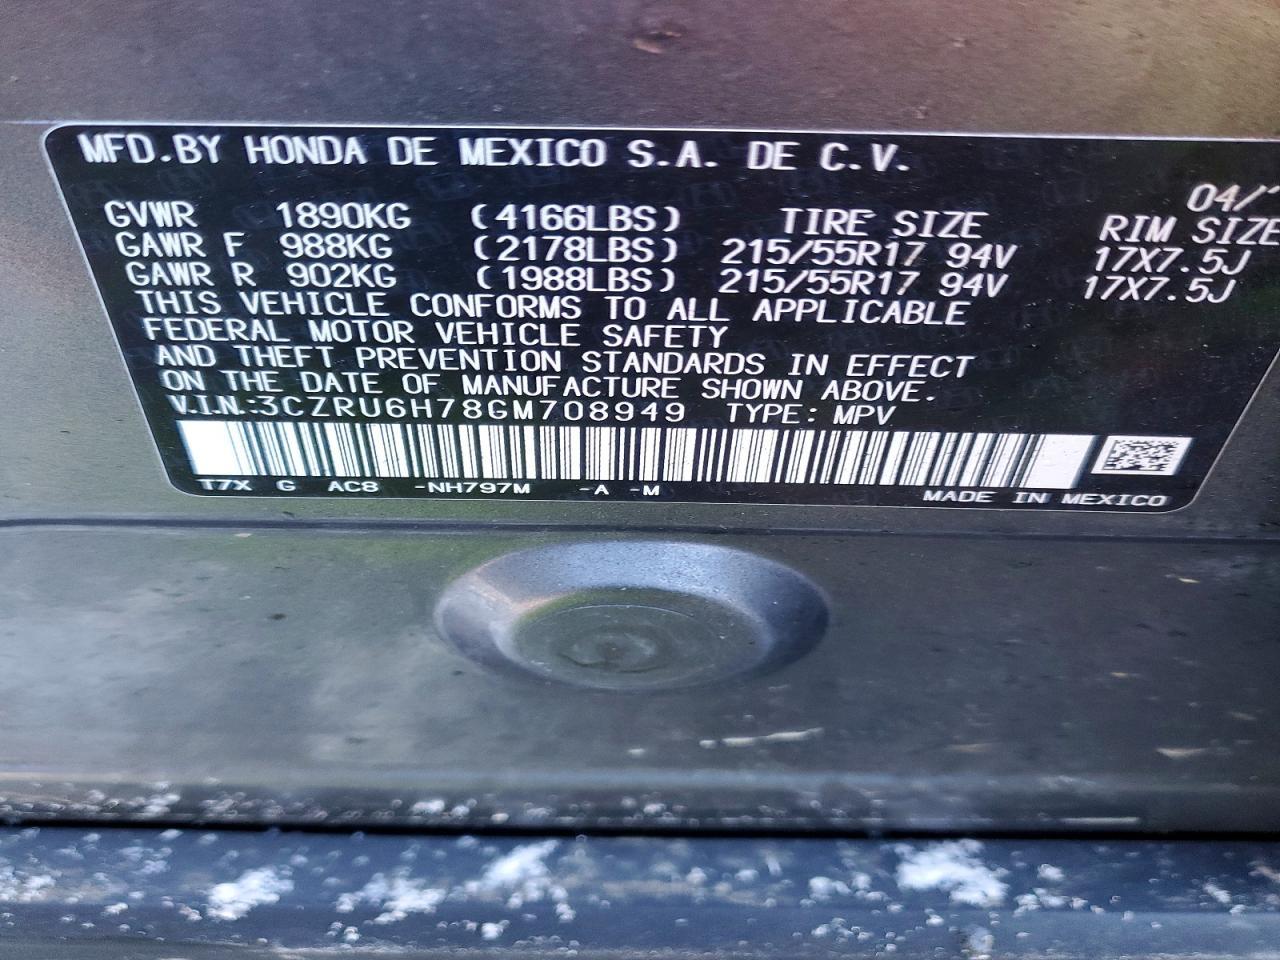 MFD.BY HONDA DE MEXICO S.A. DE C.V.
04/
GVWR 1890KG (4166LBS) TIRE SIZE RIM SIZE
GAWR F 988KG (2178LBS) 215/55R17 94V 17X7.5J
GAWR R 902KG (1988LBS) 215/55R17 94V 17X7.5J
THIS VEHICLE CONFORMS TO ALL APPLICABLE
FEDERAL MOTOR VEHICLE SAFETY
AND THEFT PREVENTION STANDARDS IN EFFECT
ON THE DATE OF MANUFACTURE SHOWN ABOVE.
V.I.N.:3CZRU6H78GM708949 TYPE: MPV
T7X G AC8 -NH797M -A -M
MADE IN MEXICO